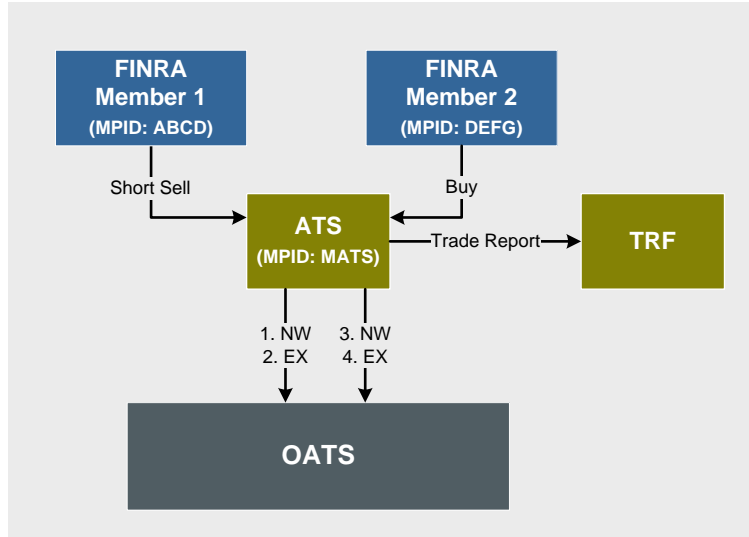 FINRA
Member 1
(MPID: ABCD)
FINRA
Member 2
(MPID: DEFG)
Short Sell
Buy
ATS
(MPID: MATS)
Trade Report
TRF
1. NW
2. EX
3. NW
4. EX
OATS